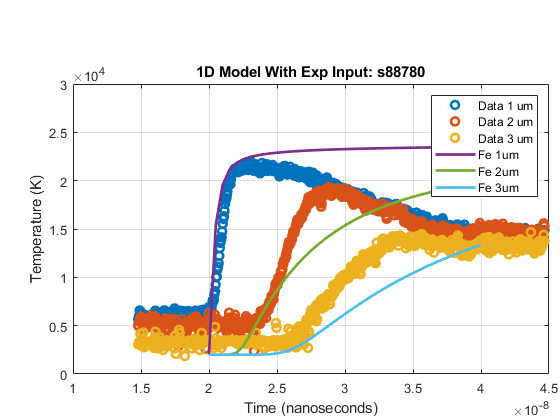 1D Model With Exp Input: s88780
×10^4
3
2.5
2
1.5
1
0.5
0
Temperature (K)
Data 1 um
Data 2 um
Data 3 um
Fe 1um
Fe 2um
Fe 3um
1 1.5 2 2.5 3 3.5 4 4.5
Time (nanoseconds)
×10^-8